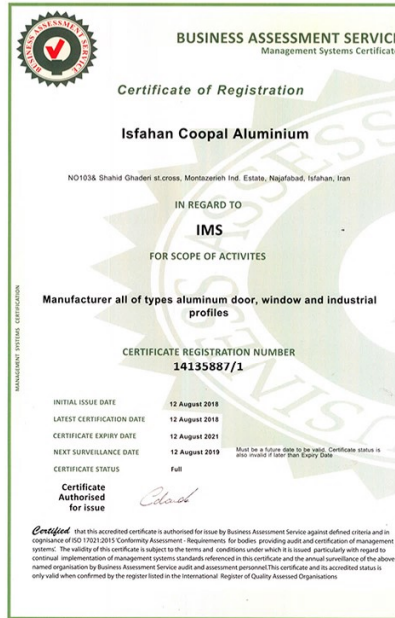 BUSINESS ASSESSMENT SERVICE
Management Systems Certificat
BUSINESS ASSESSMENT SERVICE
Certificate of Registration
Isfahan Coopal Aluminium
NO103& Shahid Ghaderi st.cross, Montazerieh Ind. Estate, Najafabad, Isfahan, Iran
IN REGARD TO
IMS
FOR SCOPE OF ACTIVITES
Manufacturer all of types aluminum door, window and industrial
profiles
MANAGEMENT SYSTEMS CERTIFICATION
CERTIFICATE REGISTRATION NUMBER
14135887/1
INITIAL ISSUE DATE 12 August 2018
LATEST CERTIFICATION DATE 12 August 2018
CERTIFICATE EXPIRY DATE 12 August 2021
NEXT SURVEILLANCE DATE 12 August 2019 Must be a future date to be valid. Certificate status is
also invalid if later than Expiry Date
CERTIFICATE STATUS Full
Certificate
Authorised
for issue
Certified that this accredited certificate is authorised for issue by Business Assessment Service against defined criteria and in
cognisance of ISO 17021:2015 'Conformity Assessment - Requirements for bodies providing audit and certification of management
systems'. The validity of this certificate is subject to the terms and conditions under which it is issued particularly with regard to
continual implementation of management systems standards referenced in this certificate and the annual surveillance of the above
named organisation by Business Assessment Service audit and assessment personnel.This certificate and its accredited status is
only valid when confirmed by the register listed in the International Register of Quality Assessed Organisations